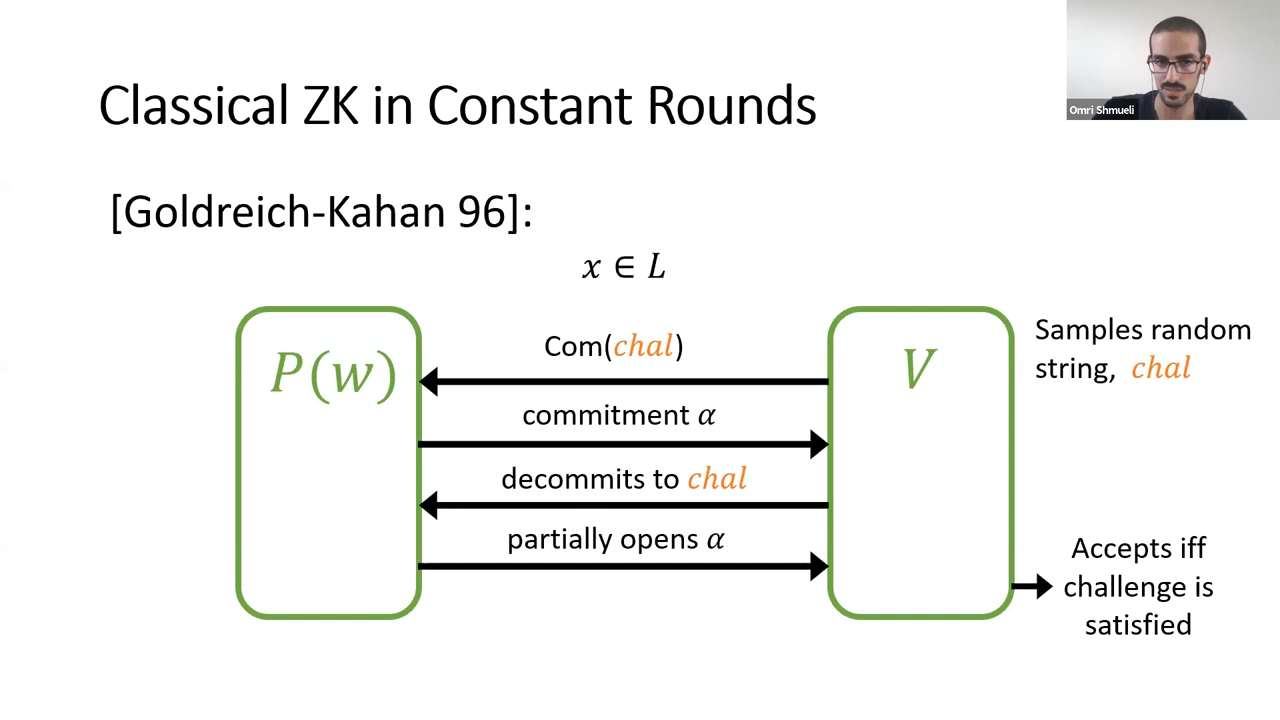 Classical ZK in Constant Rounds
Omri Shmueli
[Goldreich-Kahan 96]:
𝑥 ∈ 𝐿
P(w)
Com(chal)
commitment α
decommits to chal
partially opens α
V
Samples random
string, chal
Accepts iff
challenge is
satisfied